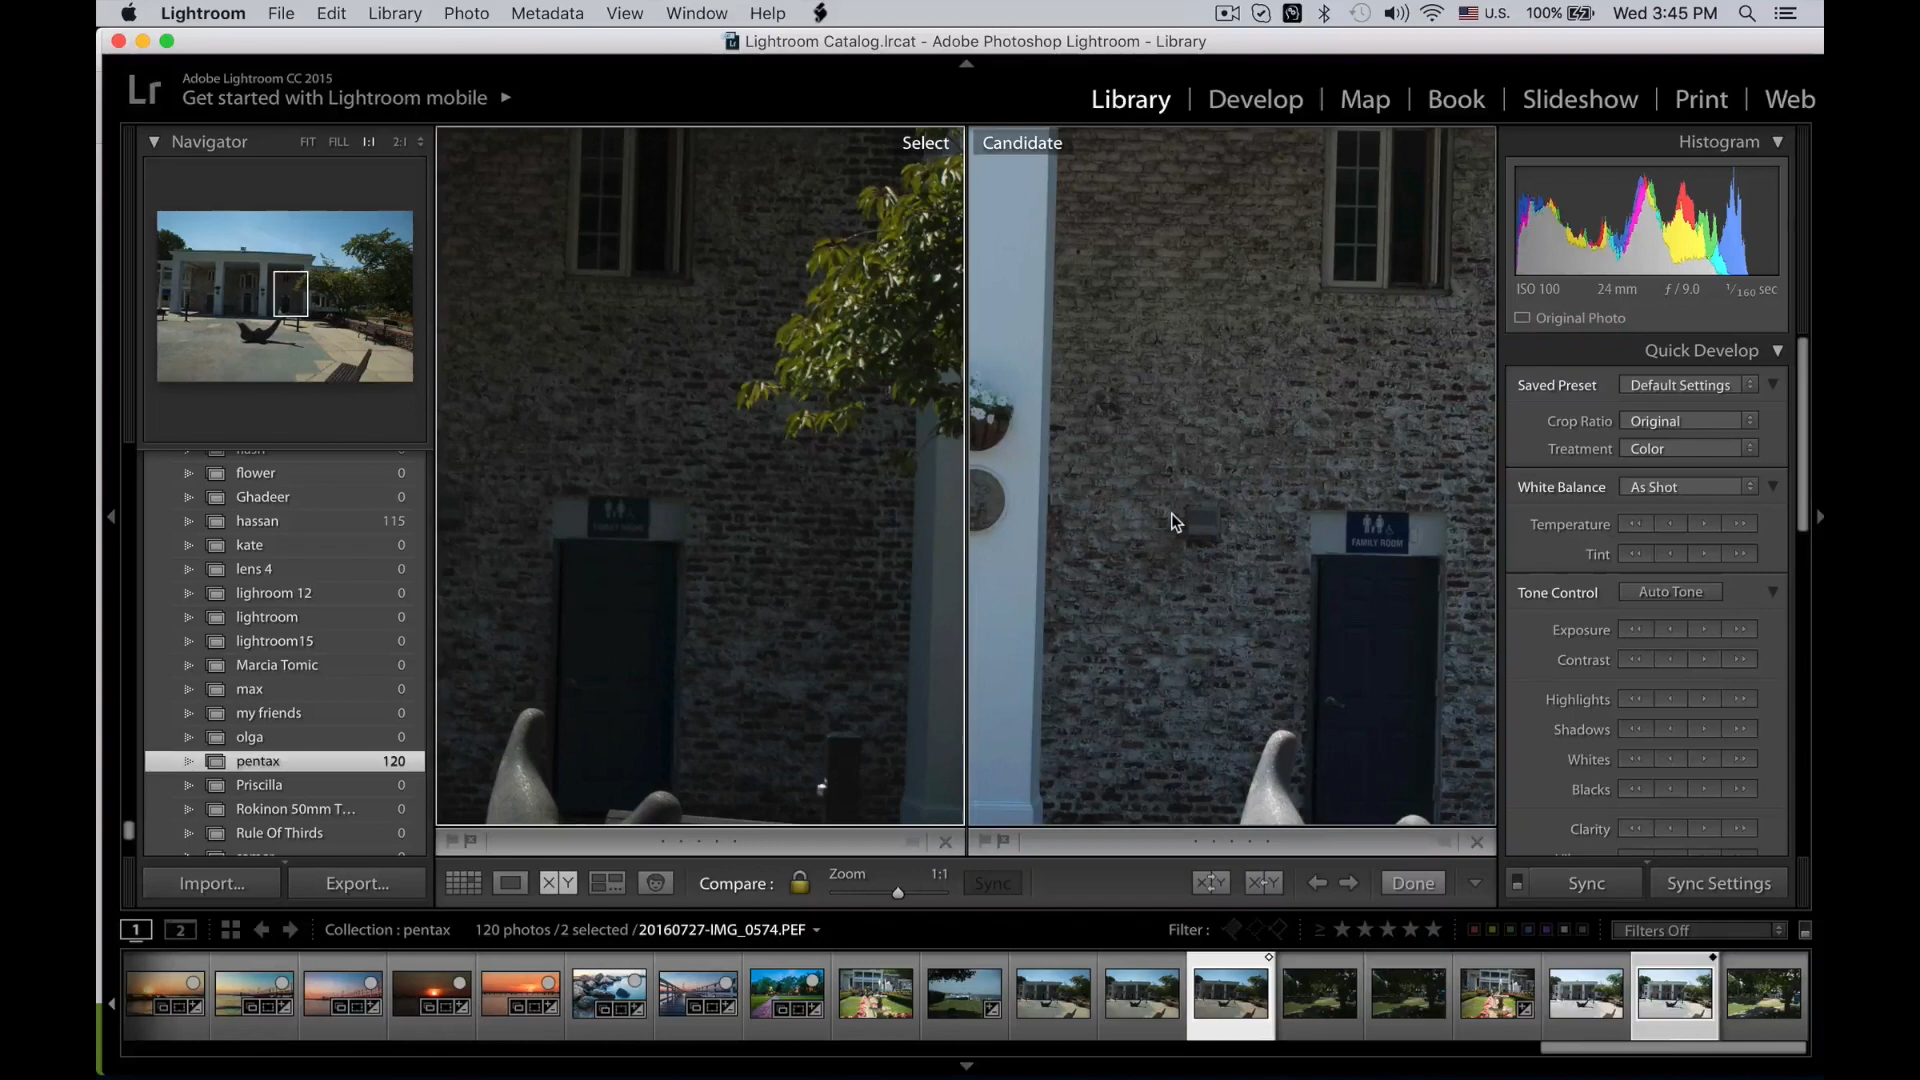 Lightroom File Edit Library Photo Metadata View Window Help U.S. 100% Wed 3:45 PM
Lightroom Catalog.lrcat - Adobe Photoshop Lightroom - Library
Lr Adobe Lightroom CC 2015
Get started with Lightroom mobile
Library | Develop | Map | Book | Slideshow | Print | Web
Navigator FIT FILL 1:1 2:1
Select
Candidate
Histogram
ISO 100 24 mm ƒ / 9.0 1/160 sec
Original Photo
Quick Develop
Saved Preset Default Settings
Crop Ratio Original
Treatment Color
White Balance As Shot
Temperature
Tint
Tone Control Auto Tone
Exposure
Contrast
Highlights
Shadows
Whites
Blacks
Clarity
flower 0
Ghadeer 0
hassan 115
kate 0
lens 4 0
lighroom 12 0
lightroom 0
lightroom15 0
Marcia Tomic 0
max 0
my friends 0
olga 0
pentax 120
Priscilla 0
Rokinon 50mm T... 0
Rule Of Thirds 0
FAMILY ROOM
FAMILY ROOM
Import... Export...
X Y Compare : Zoom 1:1 Sync X Y X Y Done
Sync Sync Settings
1 2 Collection : pentax 120 photos /2 selected /20160727-IMG_0574.PEF Filter : ≥ Filters Off